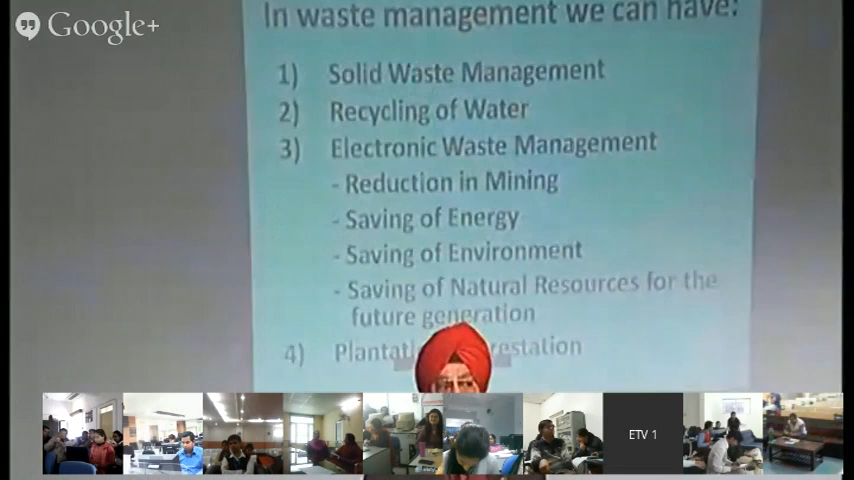 Google+
In waste management we can have:
1) Solid Waste Management
2) Recycling of Water
3) Electronic Waste Management
- Reduction in Mining
- Saving of Energy
- Saving of Environment
- Saving of Natural Resources for the
future generation
4)
ETV 1